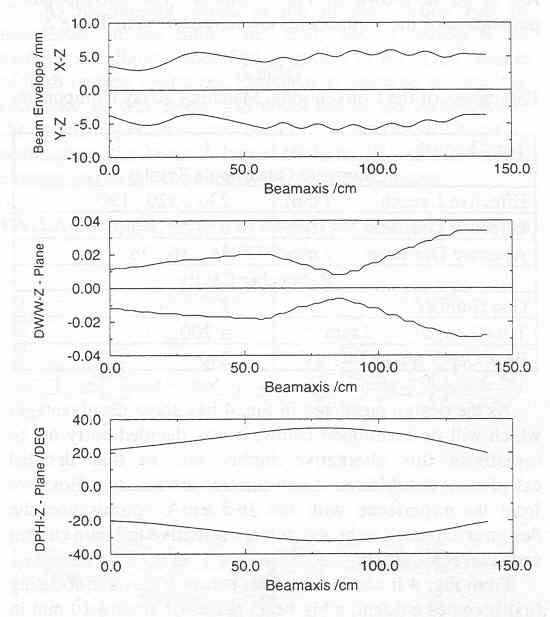 10.0
5.0
0.0
-5.0
-10.0
Beam Envelope /mm
Y-Z X-Z
0.0 50.0 100.0 150.0
Beamaxis/cm
0.04
0.02
0.00
-0.02
-0.04
DW/W-Z - Plane
0.0 50.0 100.0 150.0
Beamaxis /cm
40.0
20.0
0.0
-20.0
-40.0
DPHI-Z - Plane /DEG
0.0 50.0 100.0 150.0
Beamaxis /cm